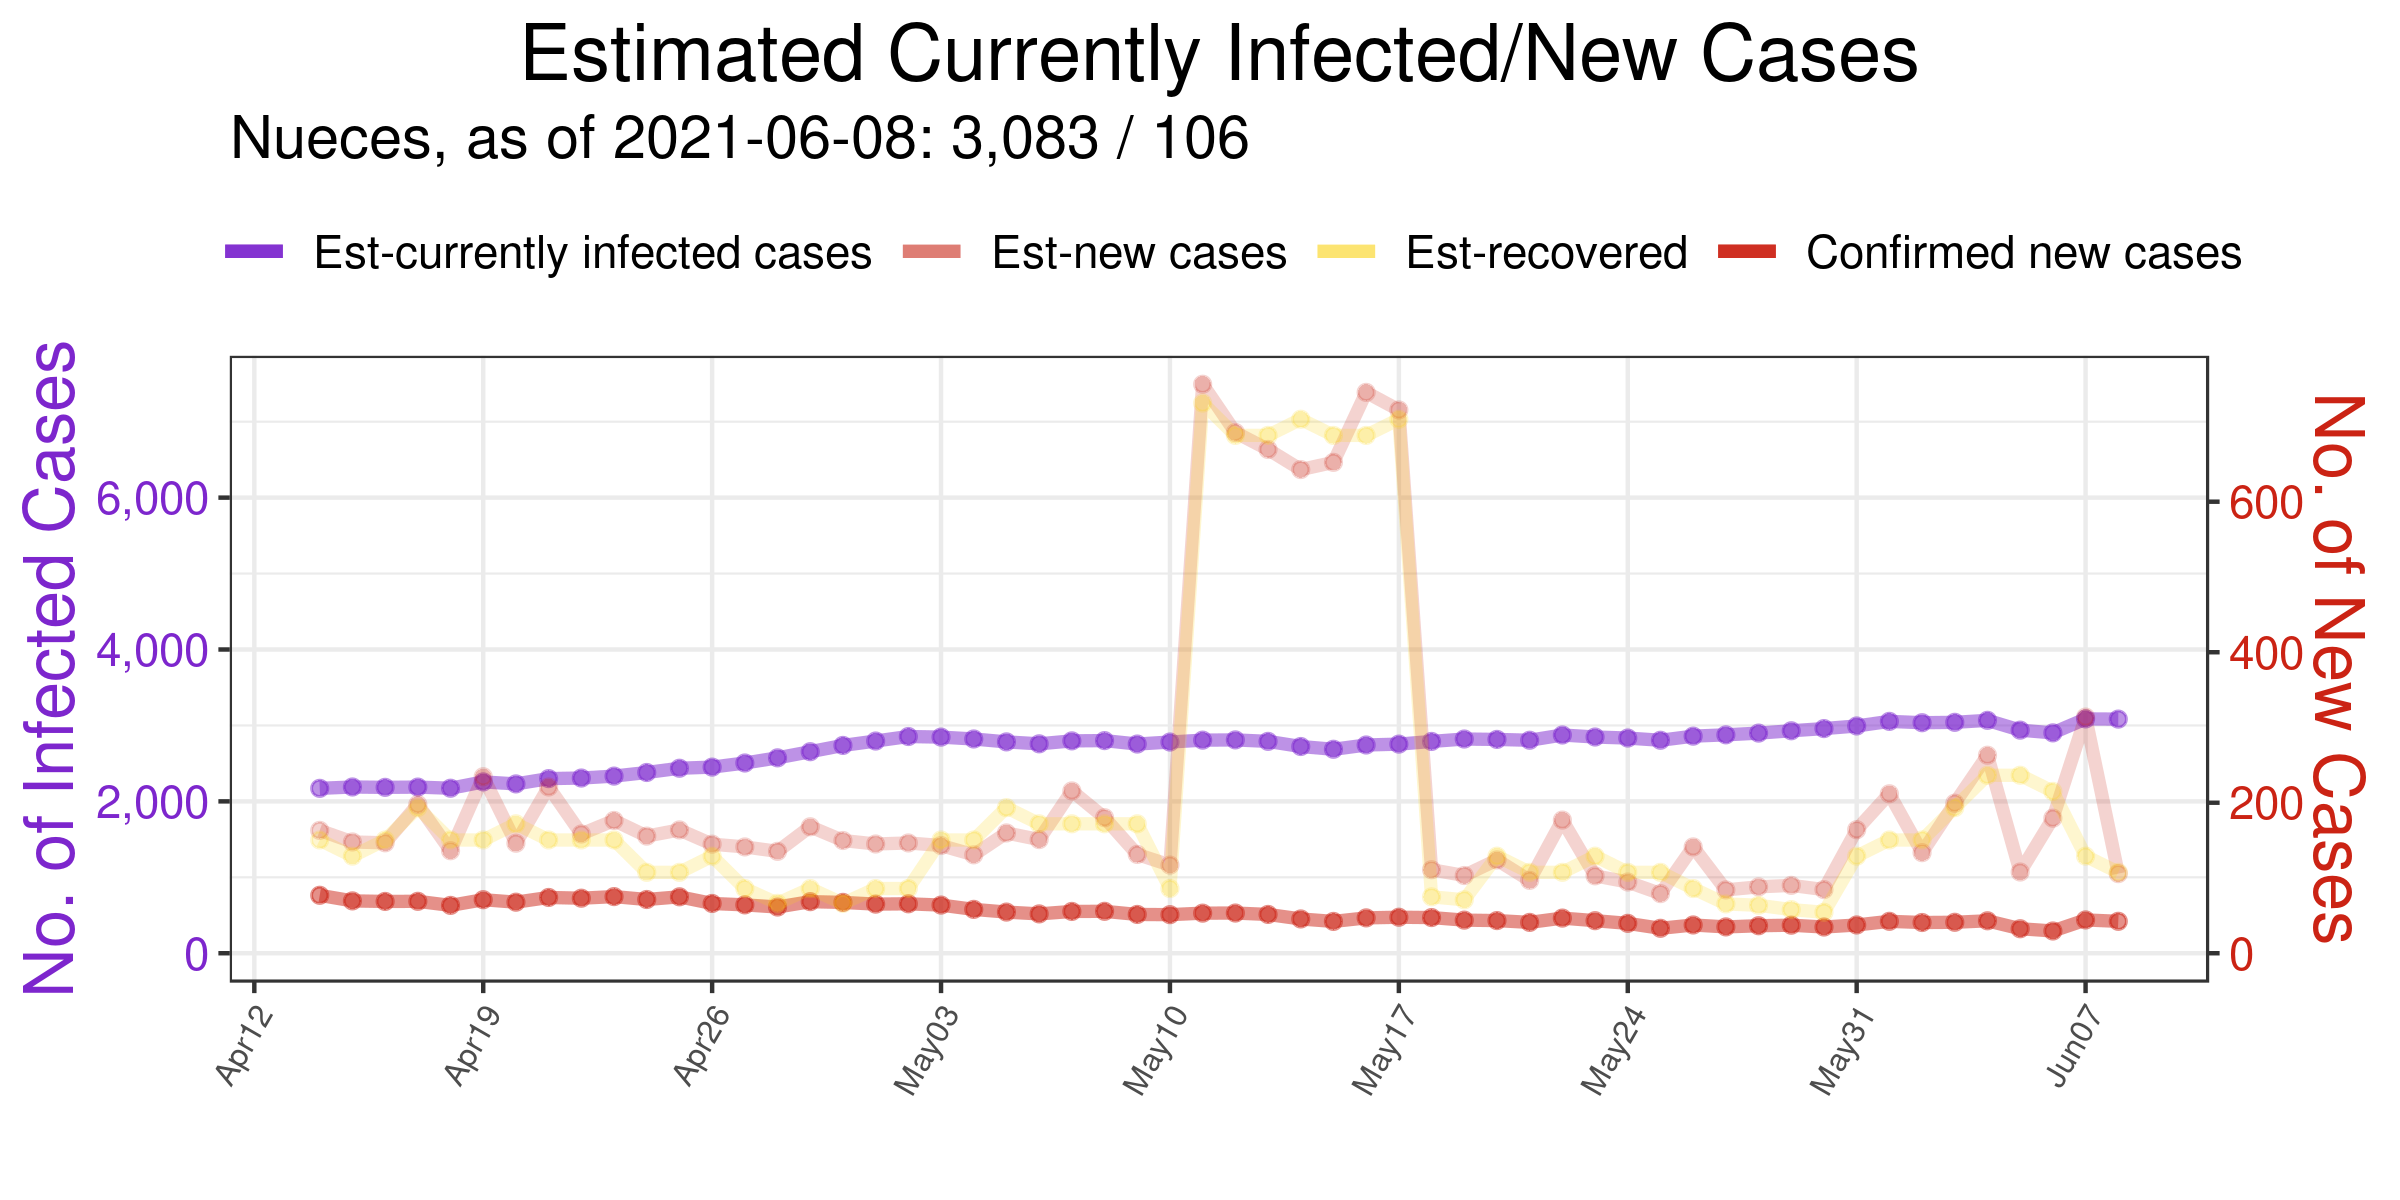 Estimated Currently Infected/New Cases
Nueces, as of 2021-06-08: 3,083 / 106
Est-currently infected cases Est-new cases Est-recovered Confirmed new cases
No. of Infected Cases
6,000
4,000
2,000
0
600
400
200
0
No. of New Cases
Apr12 Apr19 Apr26 May03 May10 May17 May24 May31 Jun07